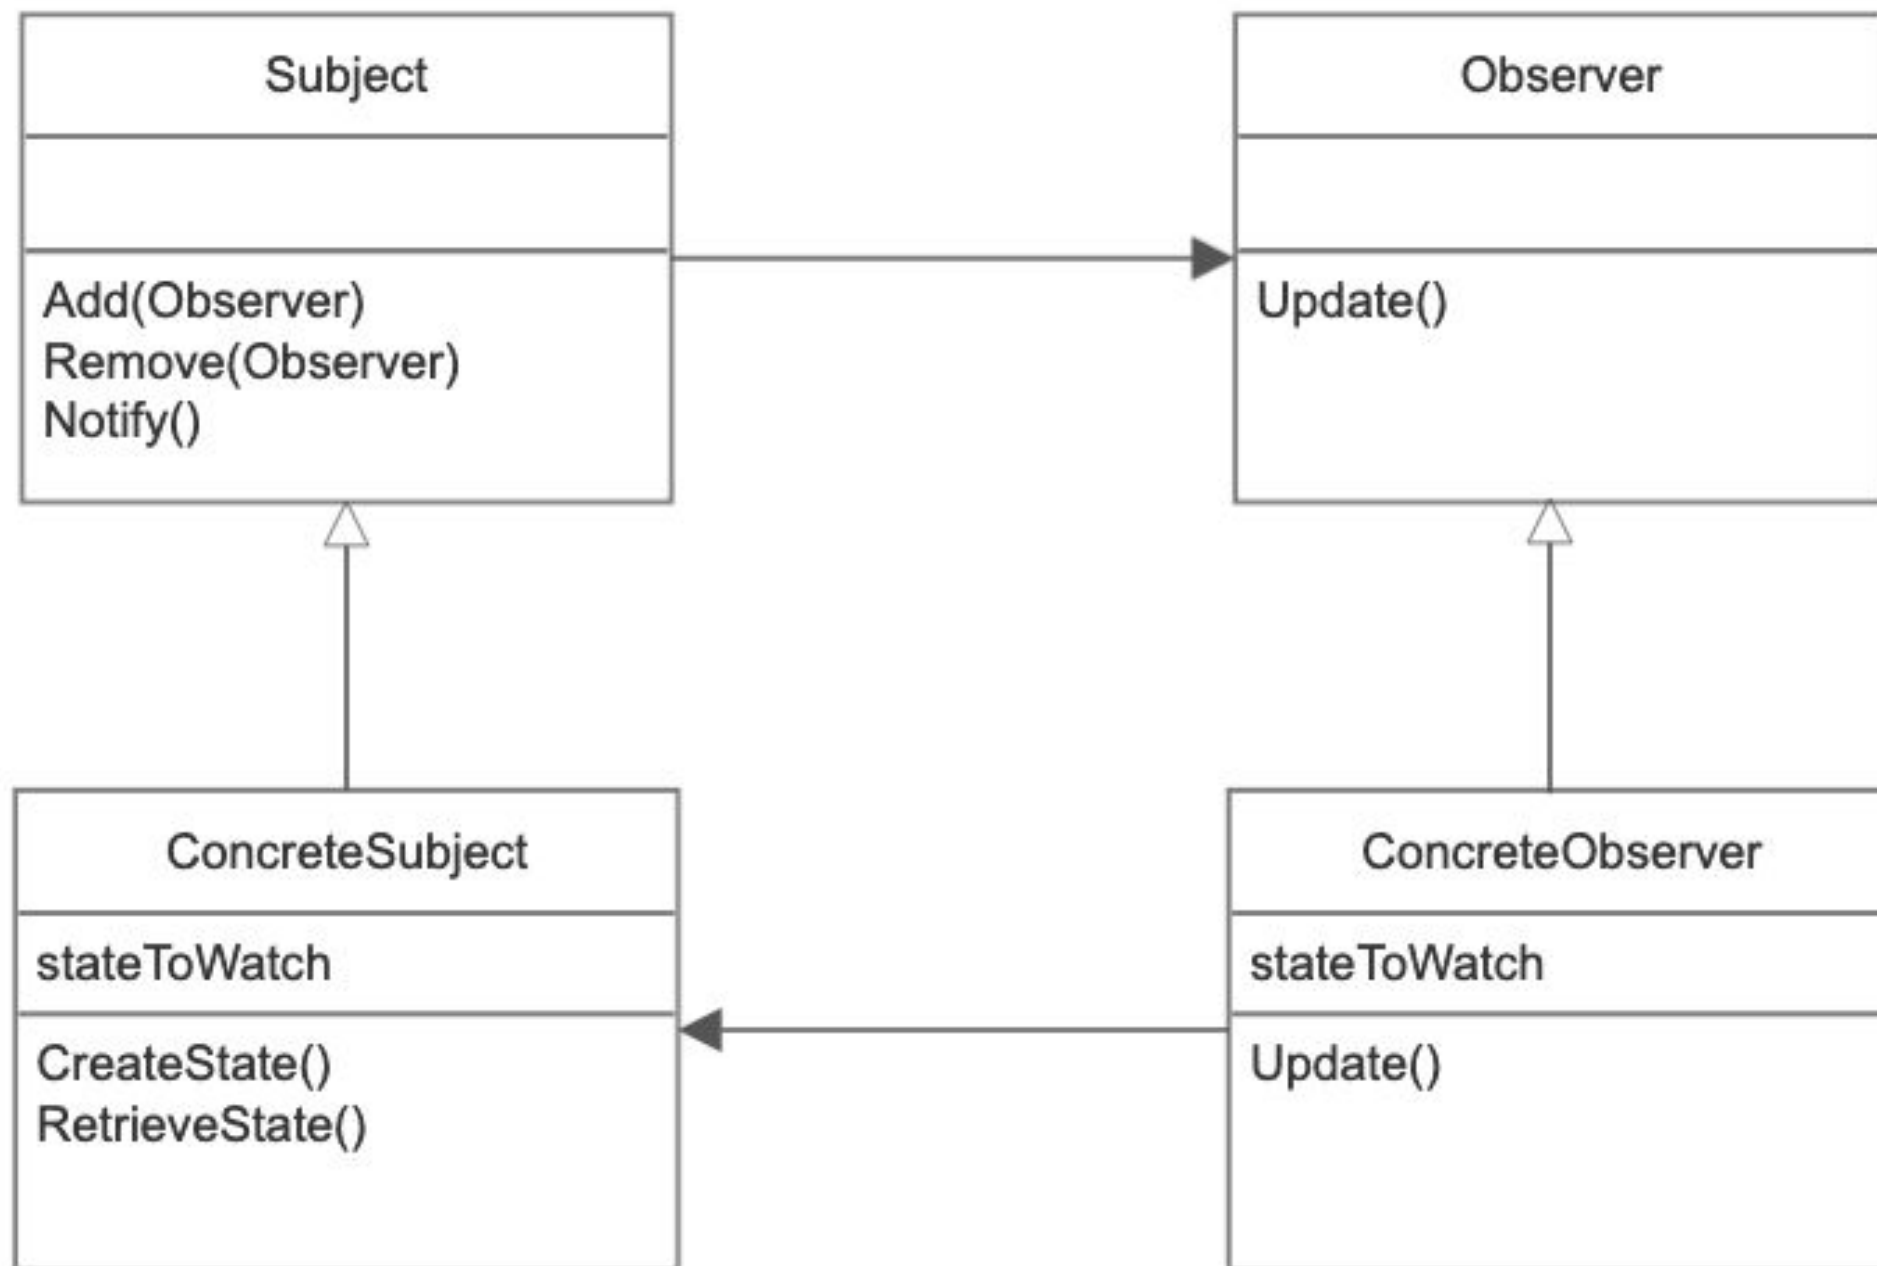 Subject
Add(Observer)
Remove(Observer)
Notify()
Observer
Update()
ConcreteSubject
stateToWatch
CreateState()
RetrieveState()
ConcreteObserver
stateToWatch
Update()